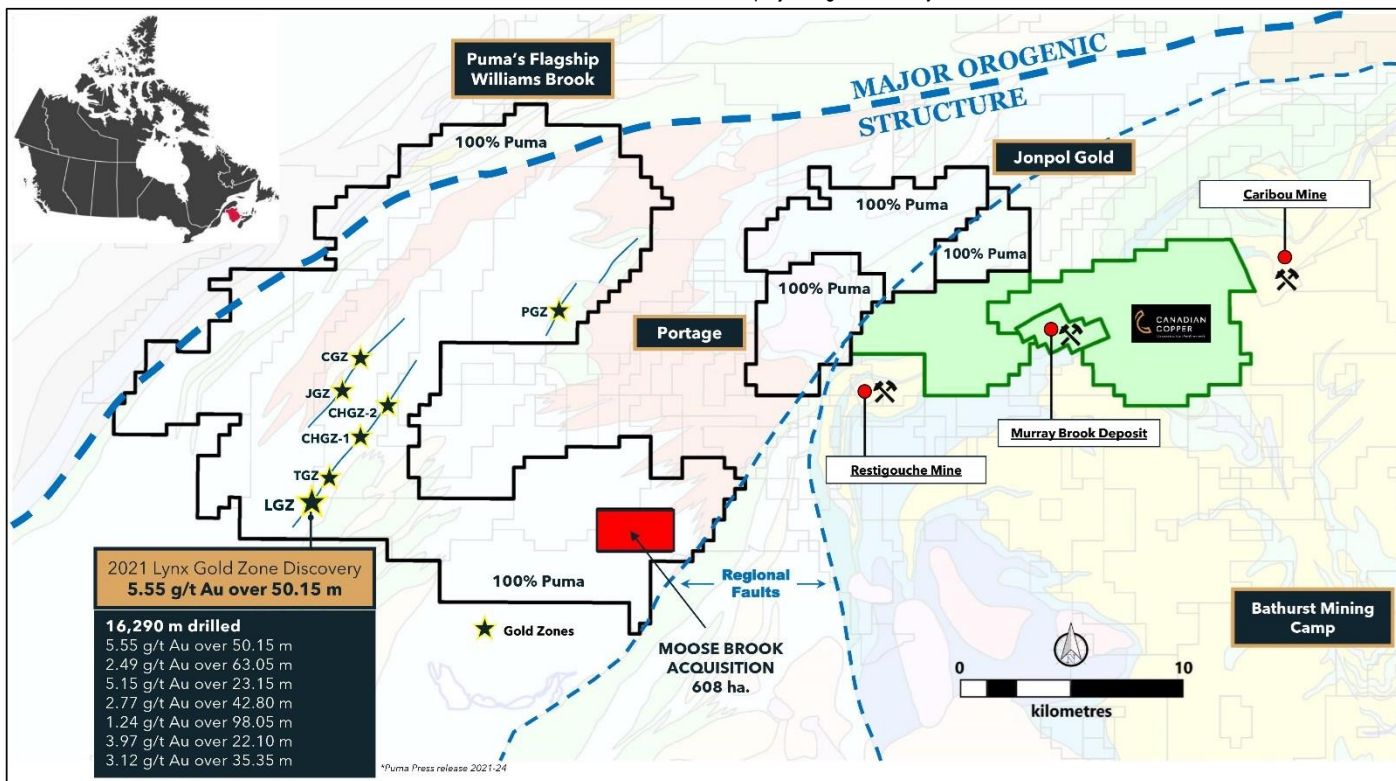 Puma's Flagship
Williams Brook
MAJOR OROGENIC
STRUCTURE
100% Puma
Jonpol Gold
Caribou Mine
100% Puma
100% Puma
100% Puma
PGZ
Portage
CANADIAN
COPPER
CGZ
JGZ
CHGZ-2
CHGZ-1
Murray Brook Deposit
Restigouche Mine
TGZ
LGZ
2021 Lynx Gold Zone Discovery
5.55 g/t Au over 50.15 m
100% Puma
Regional
Faults
Gold Zones
16,290 m drilled
5.55 g/t Au over 50.15 m
2.49 g/t Au over 63.05 m
5.15 g/t Au over 23.15 m
2.77 g/t Au over 42.80 m
1.24 g/t Au over 98.05 m
3.97 g/t Au over 22.10 m
3.12 g/t Au over 35.35 m
MOOSE BROOK
ACQUISITION
608 ha.
Bathurst Mining
Camp
0 10
kilometres
*Puma Press release 2021-24